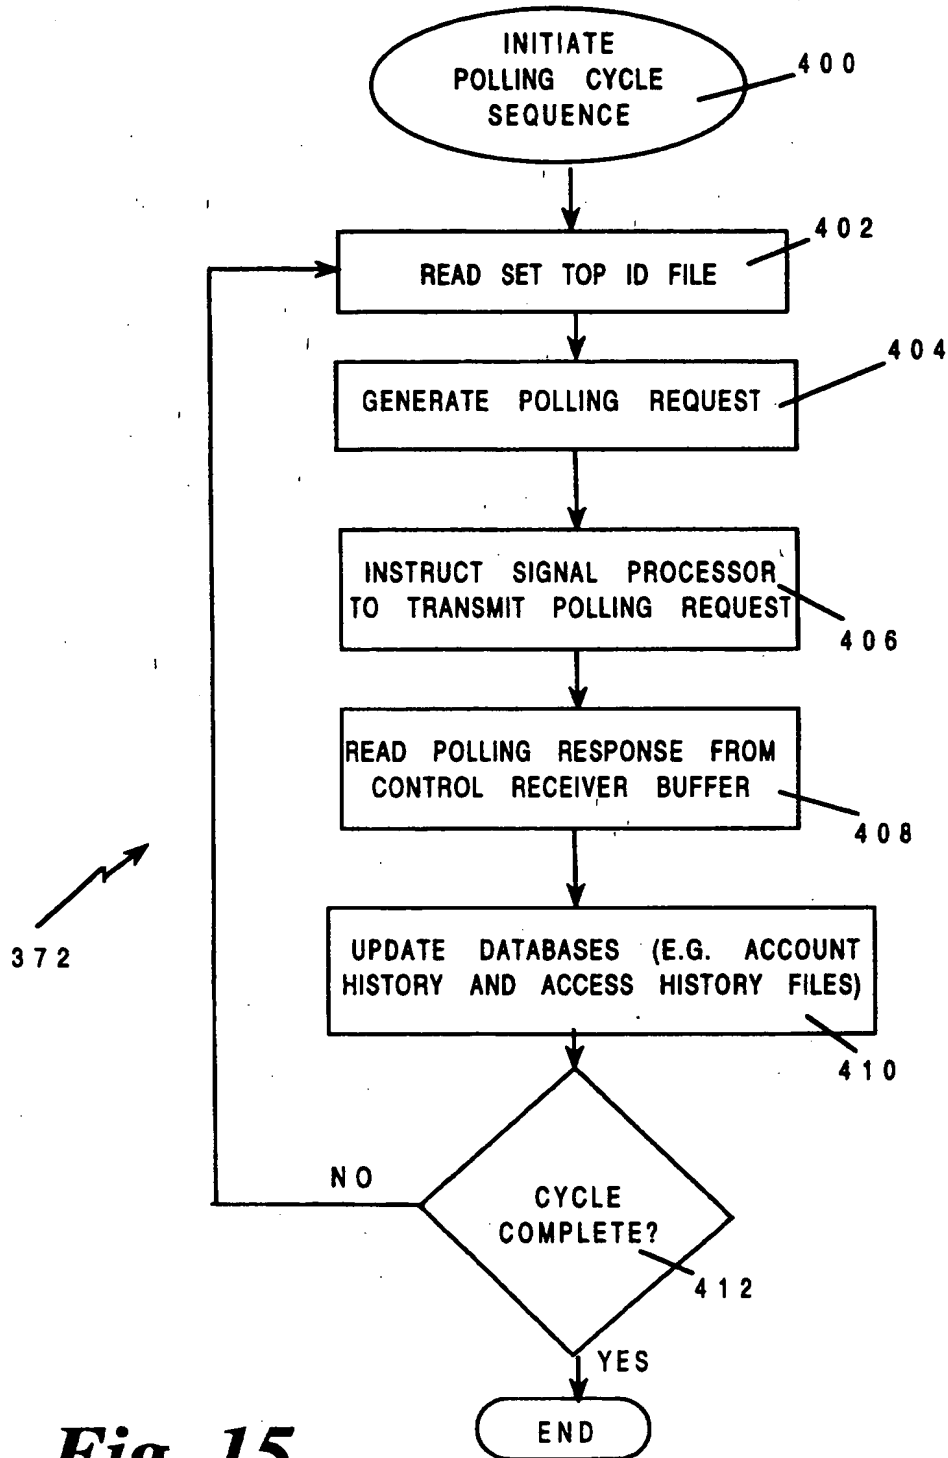 INITIATE
POLLING CYCLE
SEQUENCE
400
READ SET TOP ID FILE
402
GENERATE POLLING REQUEST
404
INSTRUCT SIGNAL PROCESSOR
TO TRANSMIT POLLING REQUEST
406
READ POLLING RESPONSE FROM
CONTROL RECEIVER BUFFER
408
372
UPDATE DATABASES (E.G. ACCOUNT
HISTORY AND ACCESS HISTORY FILES)
410
NO
CYCLE
COMPLETE?
412
YES
END
Fig. 15